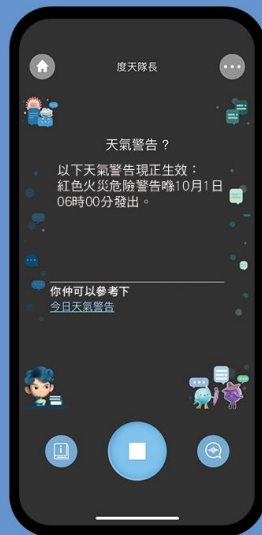 度天隊長
天氣警告？
以下天氣警告現正生效：
紅色火災危險警告喺10月1日
06時00分發出。
你仲可以參考下
今日天氣警告